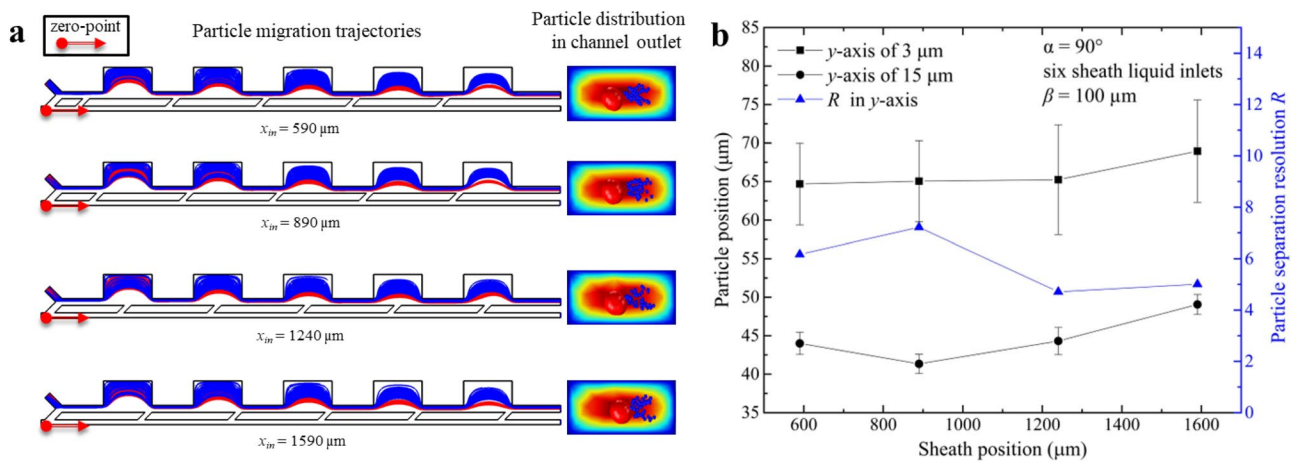 a
zero-point
Particle migration trajectories
Particle distribution
in channel outlet
x_in = 590 μm
x_in = 890 μm
x_in = 1240 μm
x_in = 1590 μm
b
y-axis of 3 μm
y-axis of 15 μm
R in y-axis
α = 90°
six sheath liquid inlets
β = 100 μm
Particle position (μm)
85
80
75
70
65
60
55
50
45
40
35
600 800 1000 1200 1400 1600
Sheath position (μm)
14
12
10
8
6
4
2
0
Particle separation resolution R